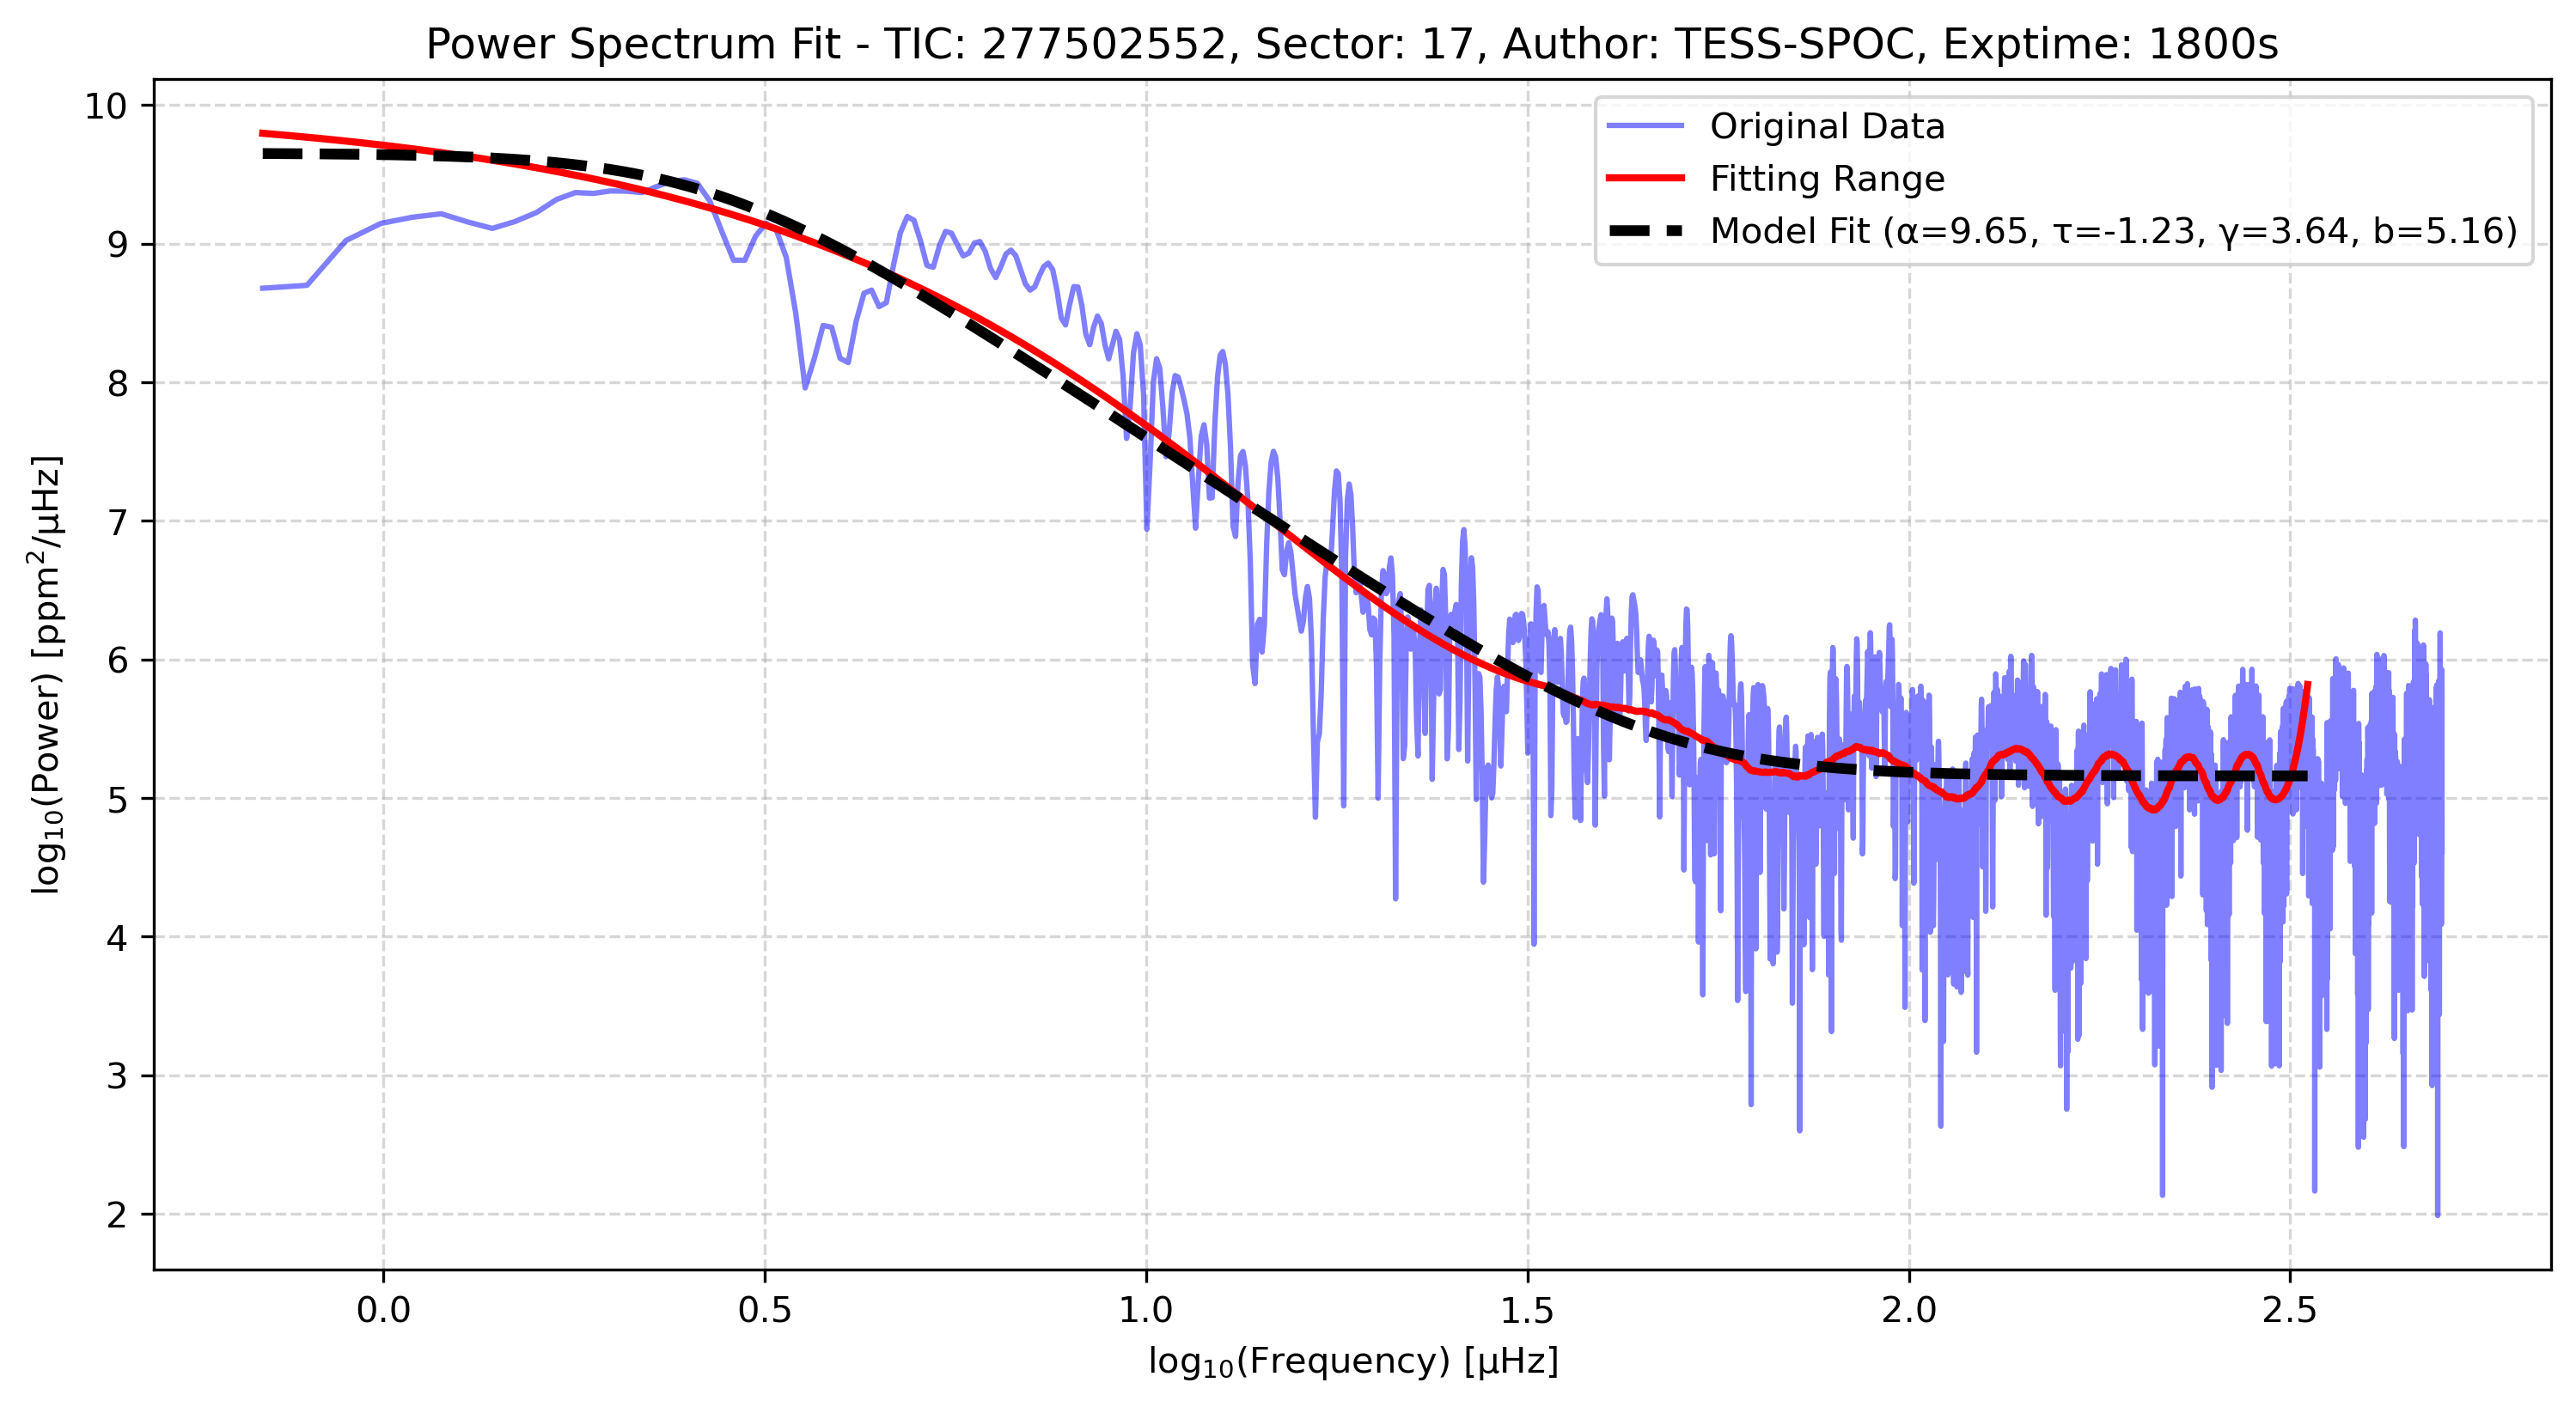 Power Spectrum Fit - TIC: 277502552, Sector: 17, Author: TESS-SPOC, Exptime: 1800s
Original Data
Fitting Range
Model Fit (α=9.65, τ=-1.23, γ=3.64, b=5.16)
log₁₀(Power) [ppm²/μHz]
10
9
8
7
6
5
4
3
2
0.0 0.5 1.0 1.5 2.0 2.5
log₁₀(Frequency) [μHz]